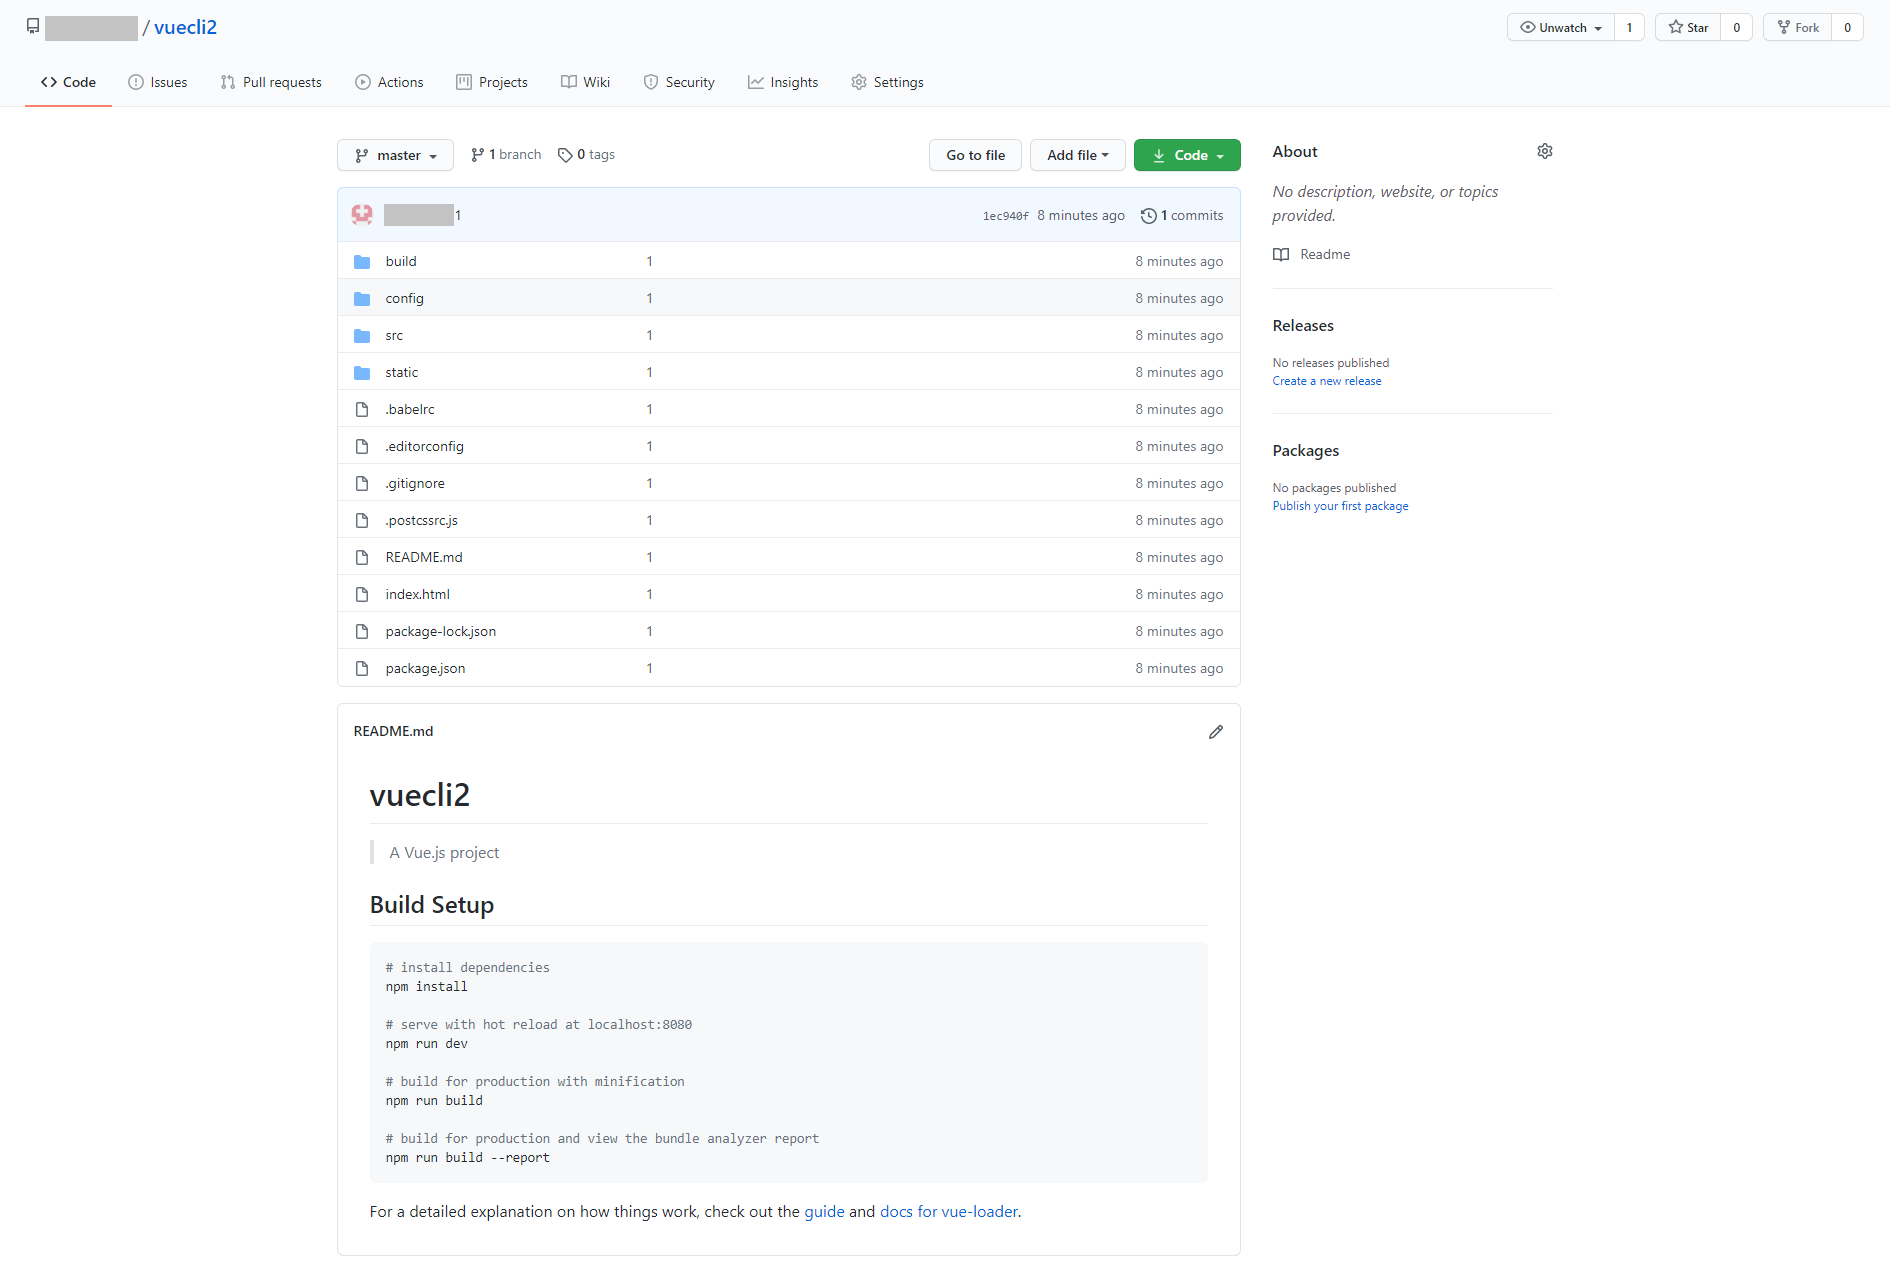 / vuecli2
Unwatch 1 Star 0 Fork 0
Code Issues Pull requests Actions Projects Wiki Security Insights Settings
master 1 branch 0 tags Go to file Add file Code
1 1ec940f 8 minutes ago 1 commits
build 1 8 minutes ago
config 1 8 minutes ago
src 1 8 minutes ago
static 1 8 minutes ago
.babelrc 1 8 minutes ago
.editorconfig 1 8 minutes ago
.gitignore 1 8 minutes ago
.postcssrc.js 1 8 minutes ago
README.md 1 8 minutes ago
index.html 1 8 minutes ago
package-lock.json 1 8 minutes ago
package.json 1 8 minutes ago
README.md
vuecli2
A Vue.js project
Build Setup
# install dependencies
npm install
# serve with hot reload at localhost:8080
npm run dev
# build for production with minification
npm run build
# build for production and view the bundle analyzer report
npm run build --report
For a detailed explanation on how things work, check out the guide and docs for vue-loader.
About
No description, website, or topics
provided.
Readme
Releases
No releases published
Create a new release
Packages
No packages published
Publish your first package